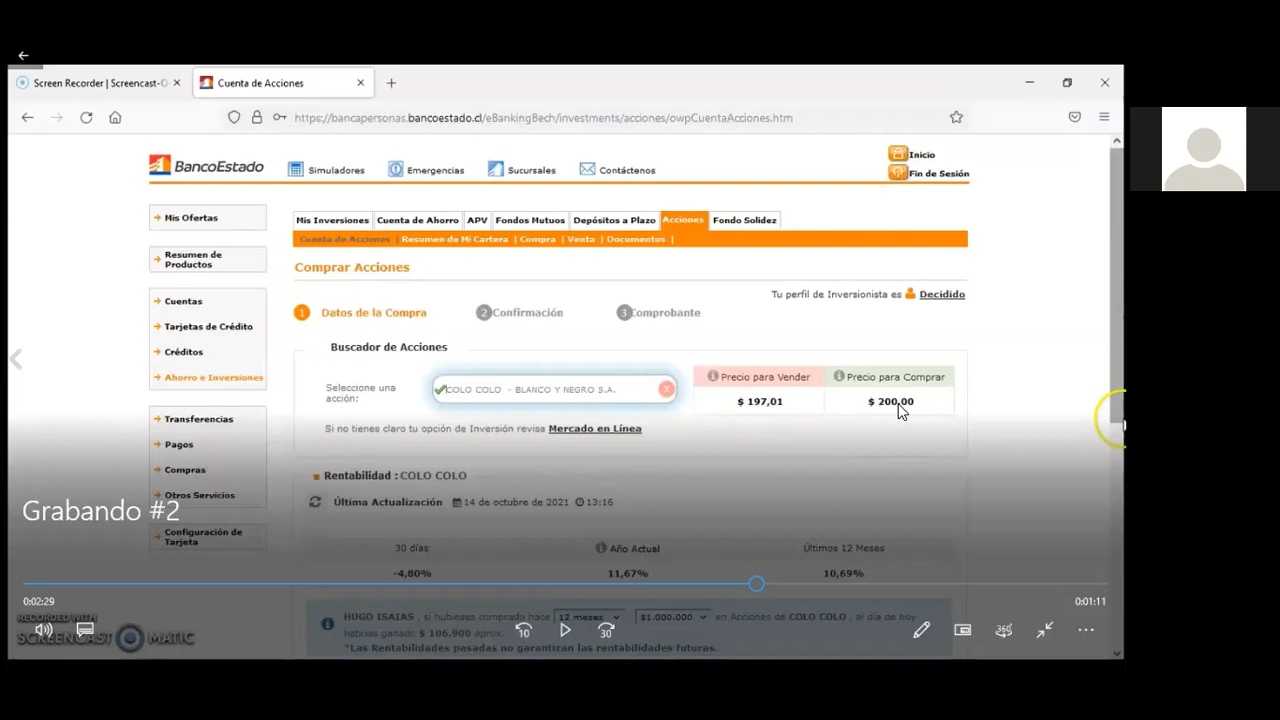 Screen Recorder | Screencast-O
Cuenta de Acciones
https://bancapersonas.bancoestado.cl/eBankingBech/investments/acciones/owpCuentaAcciones.htm
BancoEstado
Simuladores
Emergencias
Sucursales
Contáctenos
Inicio
Fin de Sesión
Mis Ofertas
Resumen de
Productos
Cuentas
Tarjetas de Crédito
Créditos
Ahorro e Inversiones
Transferencias
Pagos
Compras
Otros Servicios
Configuración de
Tarjeta
Mis Inversiones Cuenta de Ahorro APV Fondos Mutuos Depósitos a Plazo Acciones Fondo Solidez
Cuenta de Acciones | Resumen de Mi Cartera | Compra | Venta | Documentos |
Comprar Acciones
Tu perfil de Inversionista es Decidido
1 Datos de la Compra 2 Confirmación 3 Comprobante
Buscador de Acciones
Seleccione una
acción:
COLO COLO - BLANCO Y NEGRO S.A. X
Precio para Vender Precio para Comprar
$ 197,01 $ 200,00
Si no tienes claro tu opción de Inversión revisa Mercado en Línea
Rentabilidad : COLO COLO
Última Actualización 14 de octubre de 2021 13:16
30 días Año Actual Últimos 12 Meses
-4,80% 11,67% 10,69%
HUGO ISAIAS, si hubieses comprado hace 12 meses $1.000.000 en Acciones de COLO COLO, al día de hoy
habrías ganado $ 106.900 aprox.
*Las Rentabilidades pasadas no garantizan las rentabilidades futuras.
Grabando #2
0:02:29
0:01:11
RECORDED WITH
SCREENCAST MATIC
10
30
360